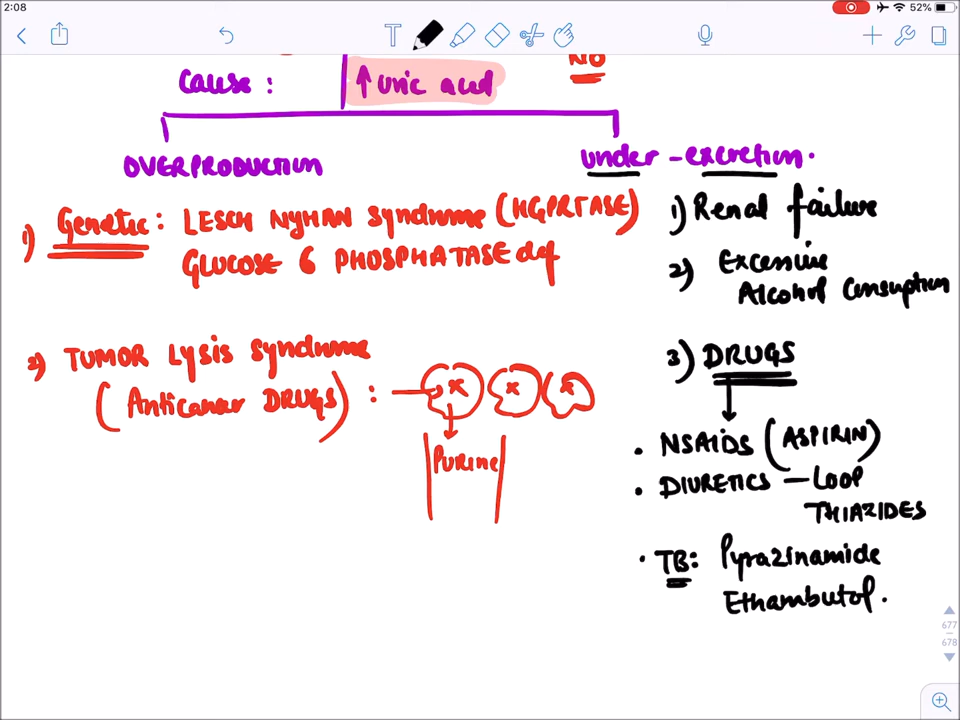 2:08
52%
T
NO
Cause :
↑ uric acid
OVERPRODUCTION
under-excretion.
1) Genetic: LESCH NYHAN Syndrome (HGPRTASE)
GLUCOSE 6 PHOSPHATASE def
2) TUMOR Lysis Syndrome
(Anticancer DRUGS) :
PURINE
1) Renal failure
2) Excessive
Alcohol Consuption
3) DRUGS
• NSAIDS (ASPIRIN)
• DIURETICS — LOOP
THIAZIDES
• TB: Pyrazinamide
Ethambutol.
677
678